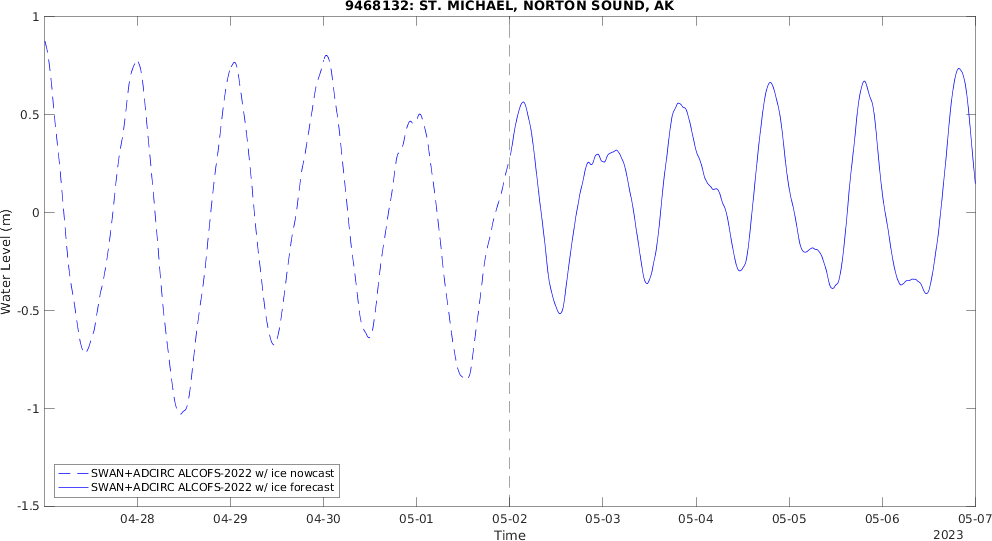 9468132: ST. MICHAEL, NORTON SOUND, AK
1
0.5
0
-0.5
-1
-1.5
Water Level (m)
SWAN+ADCIRC ALCOFS-2022 w/ ice nowcast
SWAN+ADCIRC ALCOFS-2022 w/ ice forecast
04-28 04-29 04-30 05-01 05-02 05-03 05-04 05-05 05-06 05-07
Time
2023